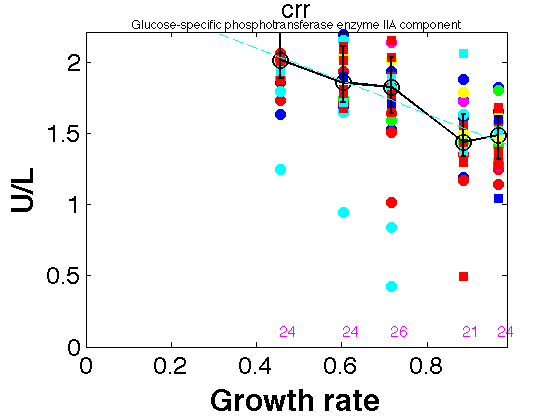 crr
Glucose-specific phosphotransferase enzyme IIA component
2
1.5
1
0.5
0
U/L
24 24 26 21 24
0 0.2 0.4 0.6 0.8
Growth rate